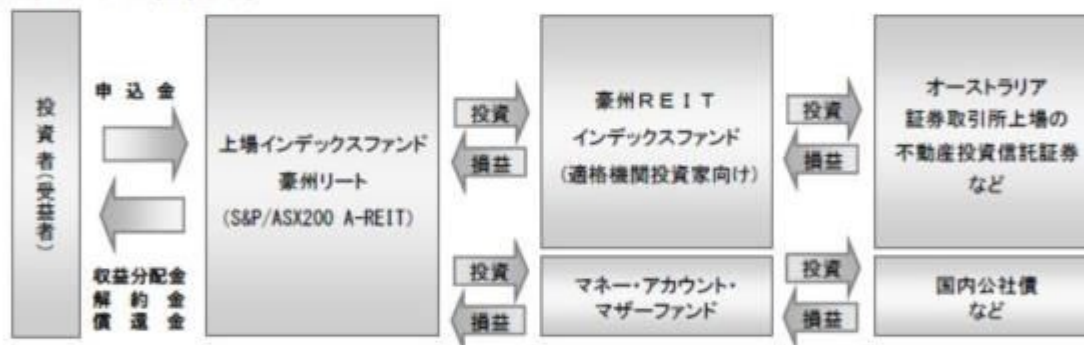 投資者(受益者)
申込金
収益分配金
解約金
償還金
上場インデックスファンド
豪州リート
(S&P/ASX200 A-REIT)
投資
損益
投資
損益
豪州REIT
インデックスファンド
(適格機関投資家向け)
マネー・アカウント・
マザーファンド
投資
損益
投資
損益
オーストラリア
証券取引所上場の
不動産投資信託証券
など
国内公社債
など